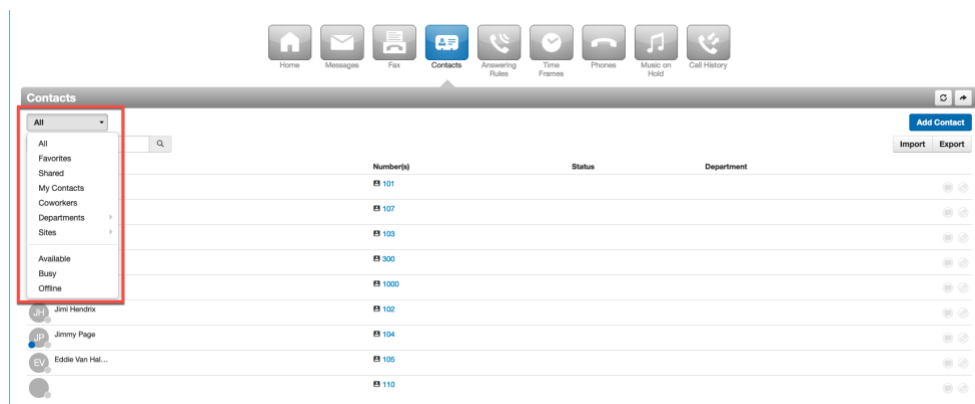 Home Messages Fax Contacts Answering Rules Time Frames Phones Music on Hold Call History
Contacts
All
Add Contact
Import Export
All
Favorites
Shared
My Contacts
Coworkers
Departments
Sites
Available
Busy
Offline
Number(s) Status Department
101
107
103
300
1000
JH Jimi Hendrix 102
JP Jimmy Page 104
EV Eddie Van Hal... 105
110